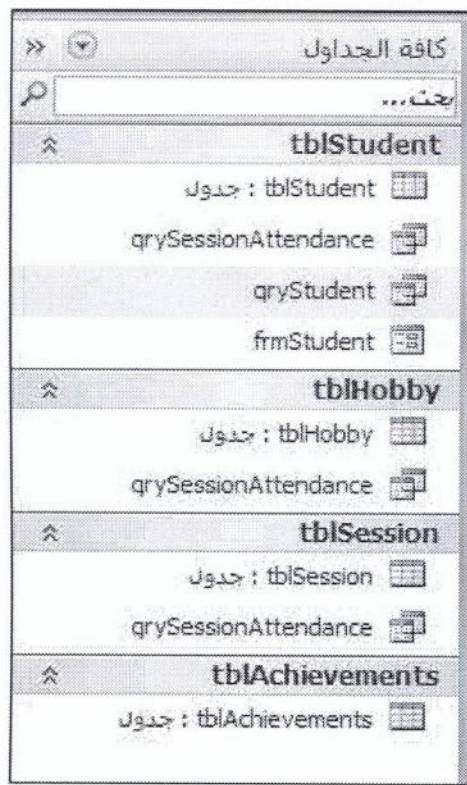 كافة الجداول
بحث...
tblStudent
tblStudent : جدول
qrySessionAttendance
qryStudent
frmStudent
tblHobby
tblHobby : جدول
qrySessionAttendance
tblSession
tblSession : جدول
qrySessionAttendance
tblAchievements
tblAchievements : جدول